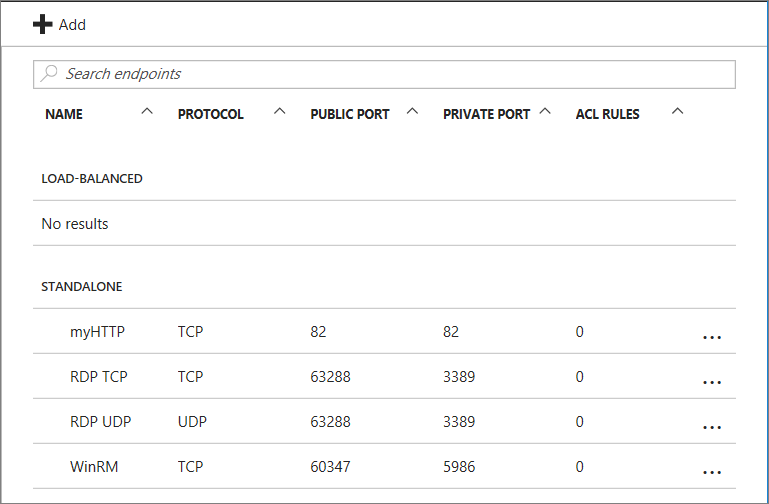 Add
Search endpoints
NAME PROTOCOL PUBLIC PORT PRIVATE PORT ACL RULES
LOAD-BALANCED
No results
STANDALONE
myHTTP TCP 82 82 0 ...
RDP TCP TCP 63288 3389 0 ...
RDP UDP UDP 63288 3389 0 ...
WinRM TCP 60347 5986 0 ...